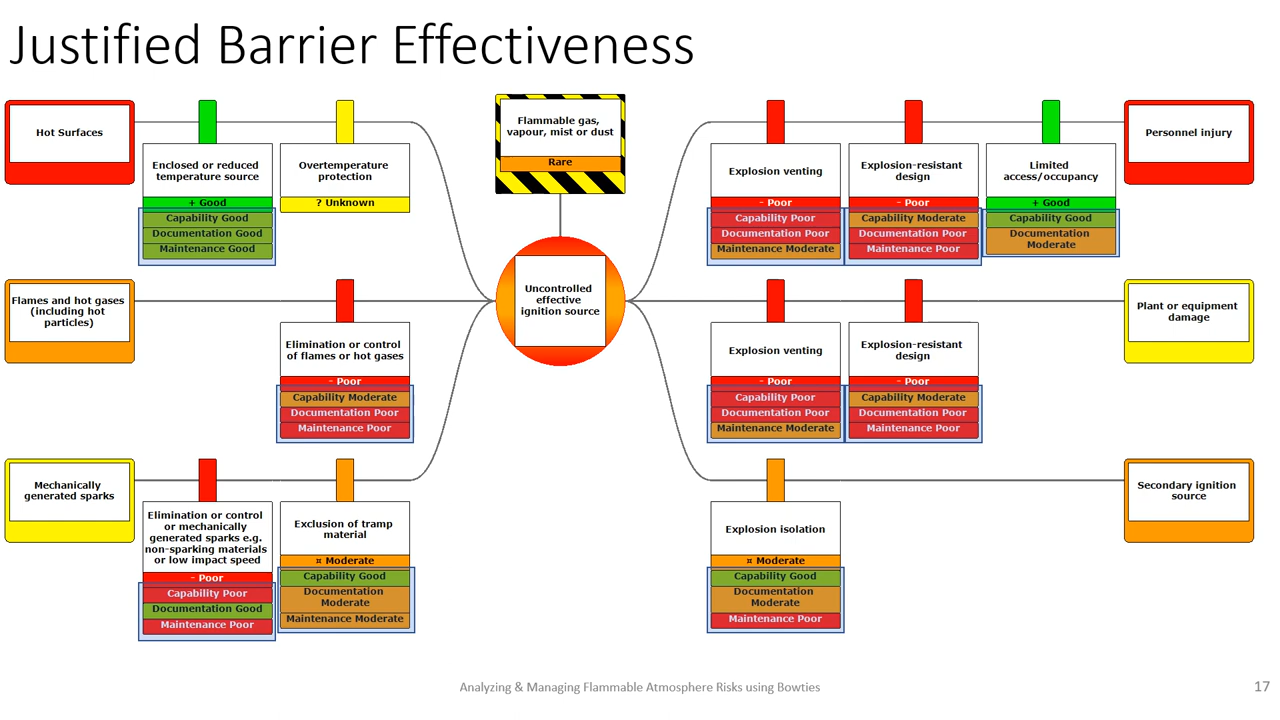 Justified Barrier Effectiveness
Hot Surfaces
Enclosed or reduced
temperature source
+ Good
Capability Good
Documentation Good
Maintenance Good
Overtemperature
protection
? Unknown
Flammable gas,
vapour, mist or dust
Rare
Explosion venting
- Poor
Capability Poor
Documentation Poor
Maintenance Moderate
Explosion-resistant
design
- Poor
Capability Moderate
Documentation Poor
Maintenance Poor
Limited
access/occupancy
+ Good
Capability Good
Documentation
Moderate
Personnel injury
Flames and hot gases
(including hot
particles)
Elimination or control
of flames or hot gases
- Poor
Capability Moderate
Documentation Poor
Maintenance Poor
Uncontrolled
effective
ignition source
Explosion venting
- Poor
Capability Poor
Documentation Poor
Maintenance Moderate
Explosion-resistant
design
- Poor
Capability Moderate
Documentation Poor
Maintenance Poor
Plant or equipment
damage
Mechanically
generated sparks
Elimination or control
or mechanically
generated sparks e.g.
non-sparking materials
or low impact speed
- Poor
Capability Poor
Documentation Good
Maintenance Poor
Exclusion of tramp
material
¤ Moderate
Capability Good
Documentation
Moderate
Maintenance Moderate
Explosion isolation
¤ Moderate
Capability Good
Documentation
Moderate
Maintenance Poor
Secondary ignition
source
Analyzing & Managing Flammable Atmosphere Risks using Bowties
17